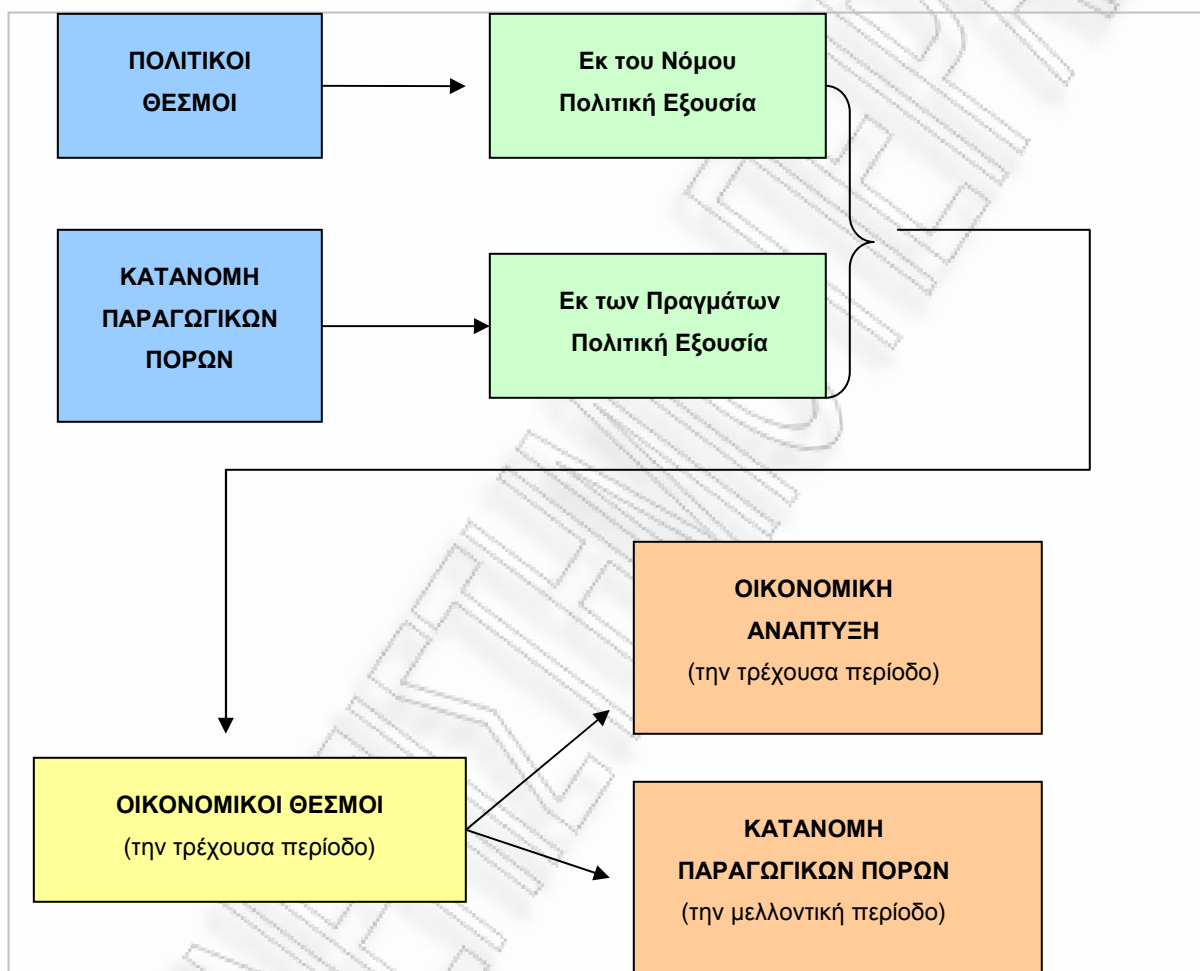 ΠΟΛΙΤΙΚΟΙ
ΘΕΣΜΟΙ
Εκ του Νόμου
Πολιτική Εξουσία
ΚΑΤΑΝΟΜΗ
ΠΑΡΑΓΩΓΙΚΩΝ
ΠΟΡΩΝ
Εκ των Πραγμάτων
Πολιτική Εξουσία
ΟΙΚΟΝΟΜΙΚΗ
ΑΝΑΠΤΥΞΗ
(την τρέχουσα περίοδο)
ΟΙΚΟΝΟΜΙΚΟΙ ΘΕΣΜΟΙ
(την τρέχουσα περίοδο)
ΚΑΤΑΝΟΜΗ
ΠΑΡΑΓΩΓΙΚΩΝ ΠΟΡΩΝ
(την μελλοντική περίοδο)